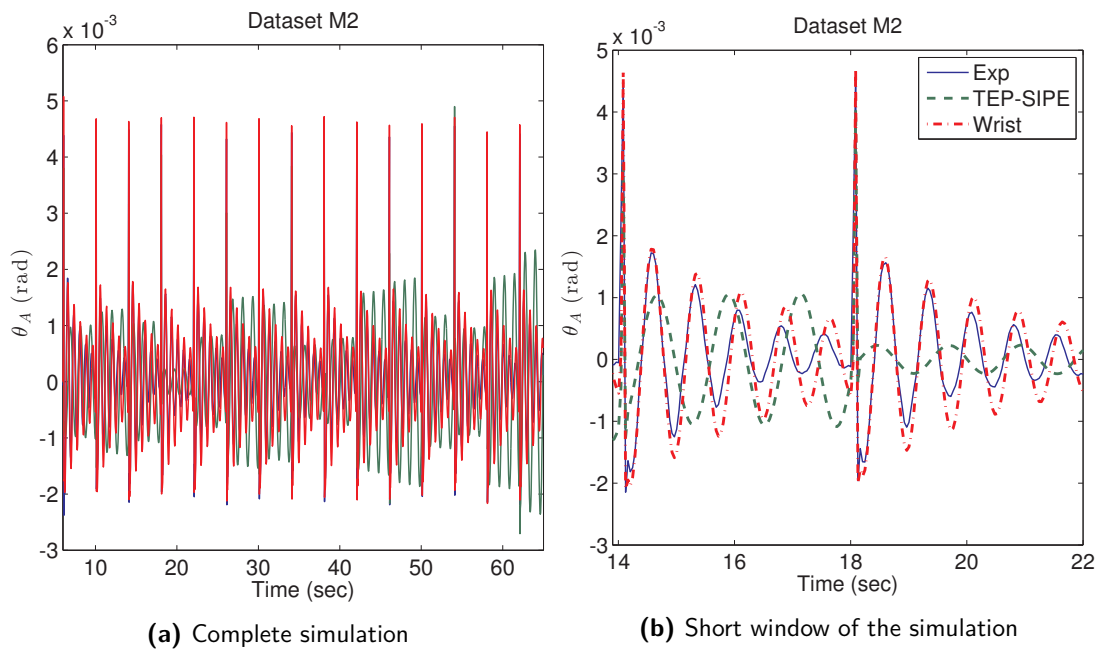 Dataset M2
x 10⁻³
6
5
4
3
2
1
0
-1
-2
-3
10 20 30 40 50 60
θ_A (rad)
Time (sec)
(a) Complete simulation
Dataset M2
x 10⁻³
5
4
3
2
1
0
-1
-2
-3
14 16 18 20 22
θ_A (rad)
Time (sec)
Exp
TEP-SIPE
Wrist
(b) Short window of the simulation